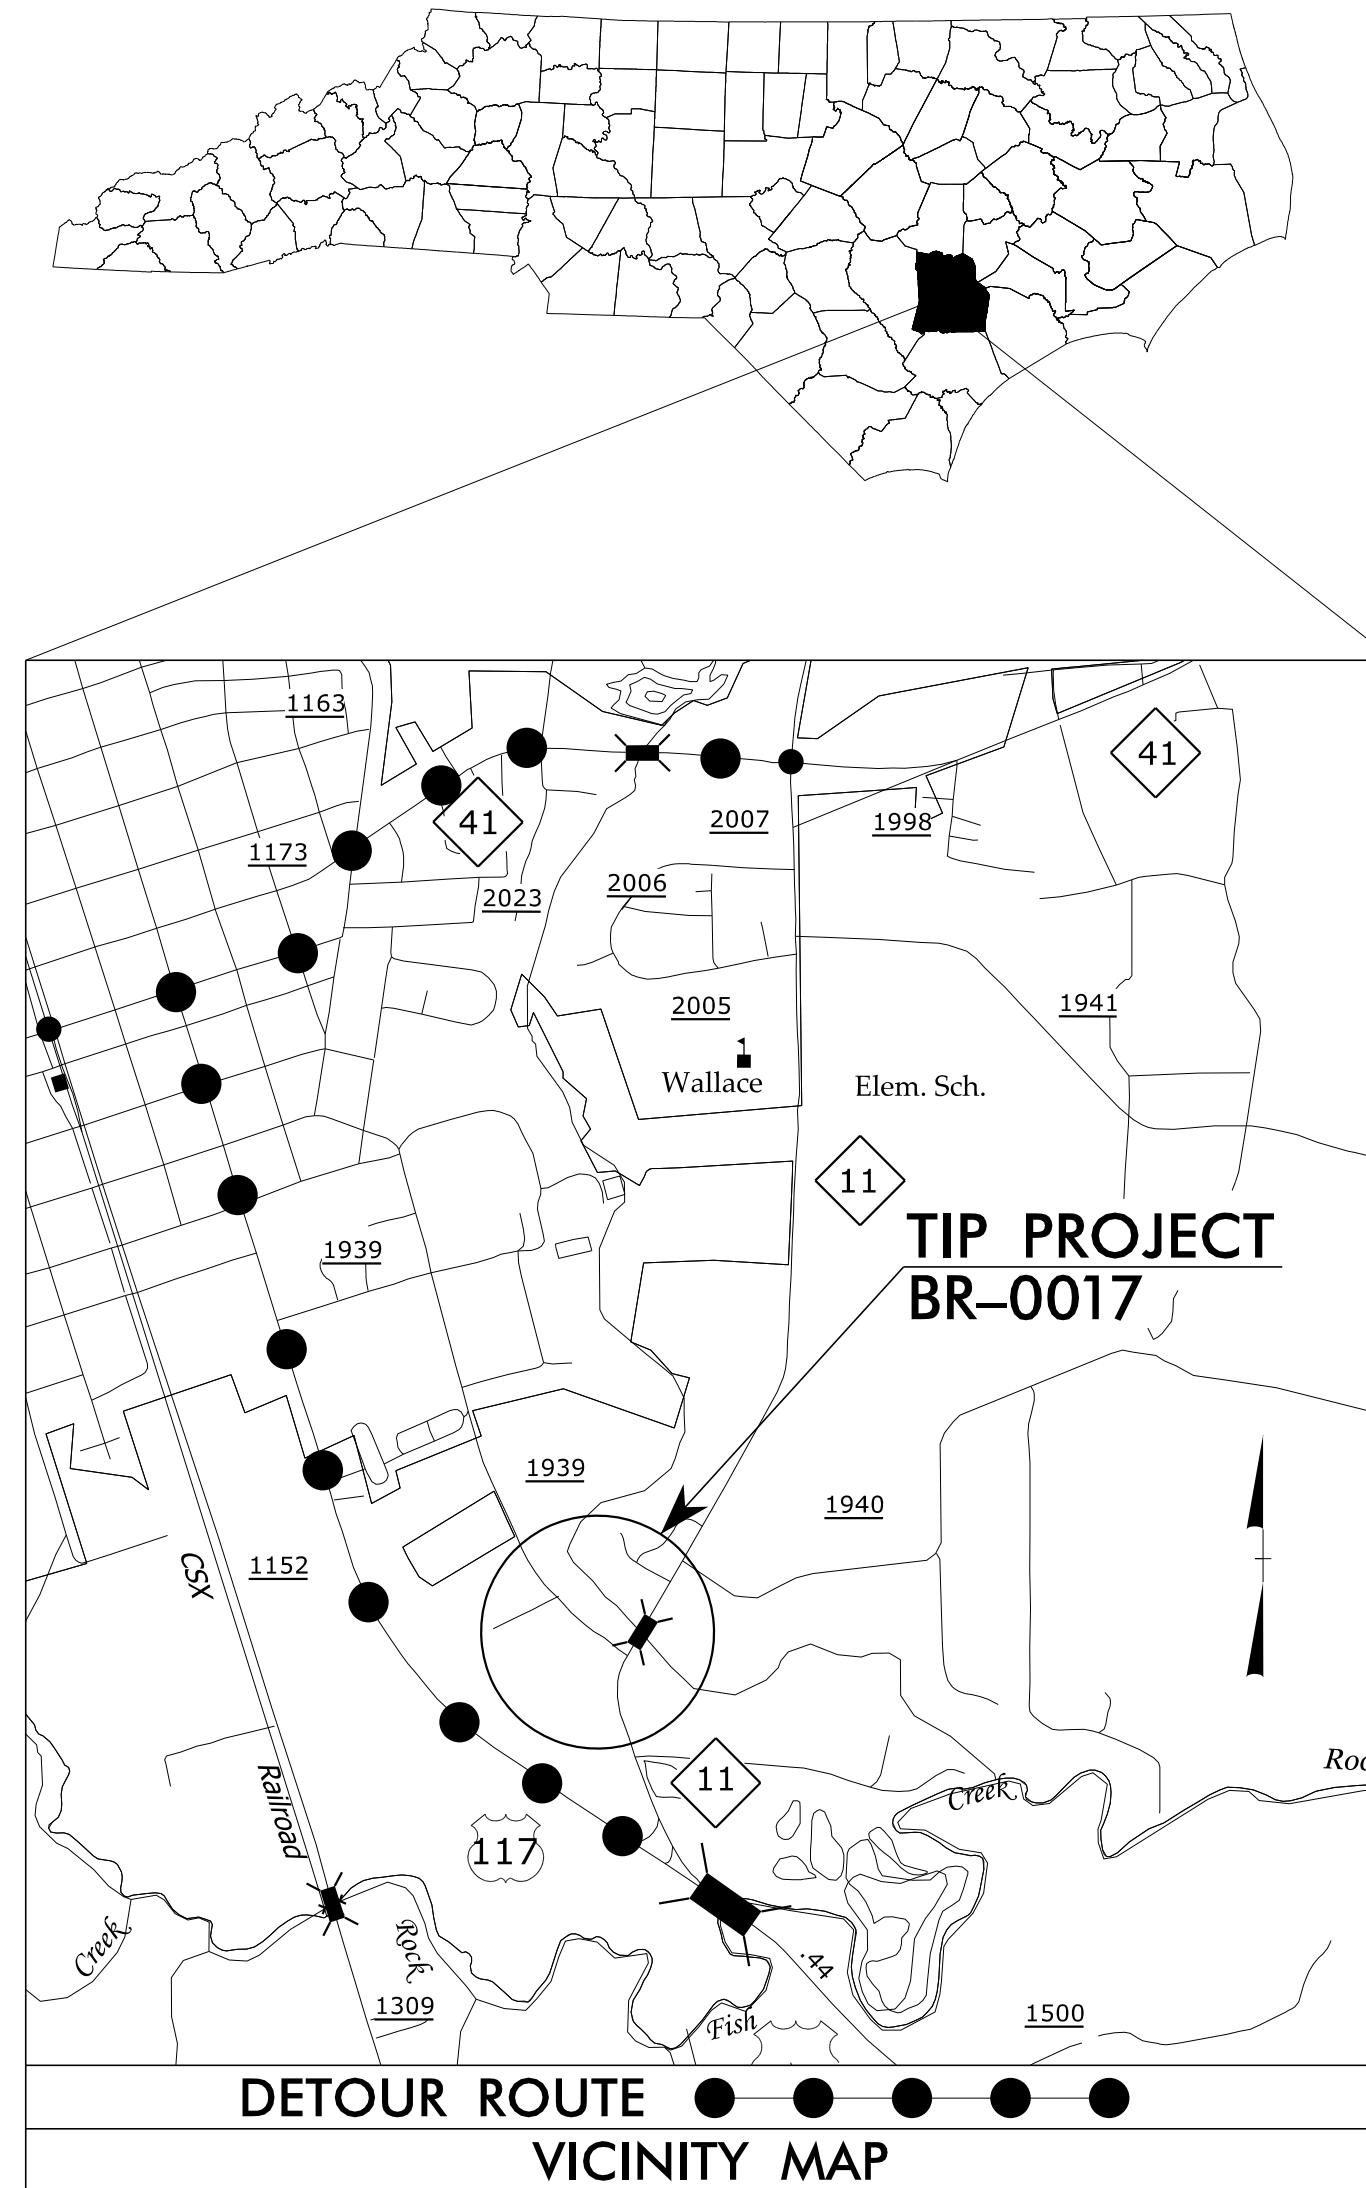 1163
41
41
2007
1998
1173
2006
2023
2005
1941
Wallace
Elem. Sch.
11
TIP PROJECT
BR–0017
1939
1939
1940
CSX
1152
Railroad
11
Creek
117
Creek
Rock
.44
1309
Fish
1500
DETOUR ROUTE
VICINITY MAP